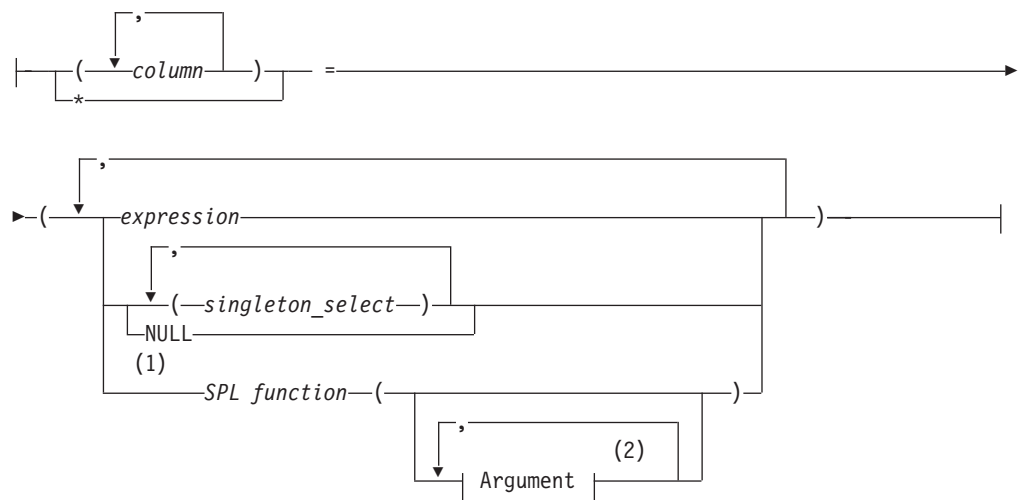 ,
( column ) =
*
,
( expression )
,
( singleton_select )
NULL
(1)
SPL function ( )
,
(2)
Argument